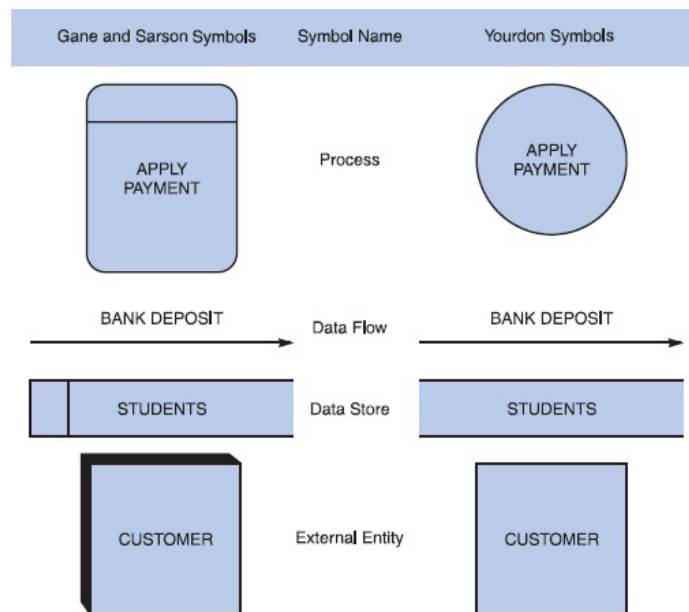 Gane and Sarson Symbols Symbol Name Yourdon Symbols
APPLY
PAYMENT
Process
APPLY
PAYMENT
BANK DEPOSIT Data Flow BANK DEPOSIT
STUDENTS Data Store STUDENTS
CUSTOMER External Entity CUSTOMER